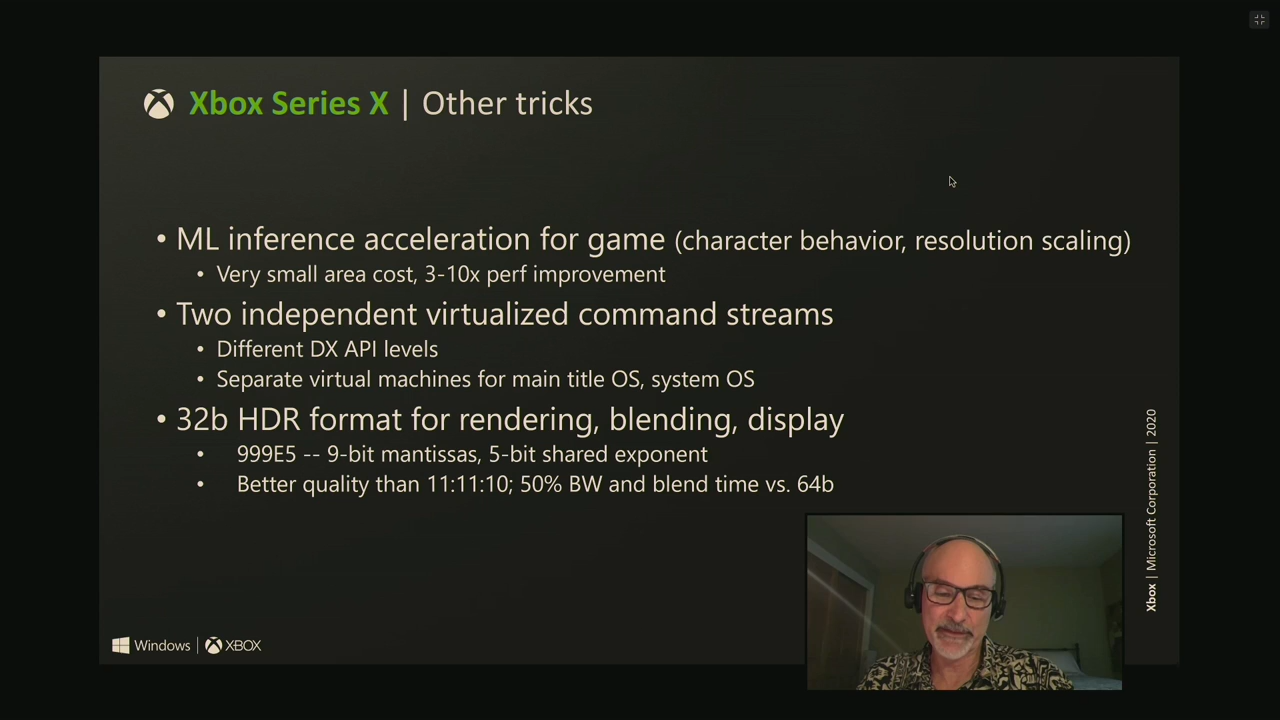 Xbox Series X | Other tricks
• ML inference acceleration for game (character behavior, resolution scaling)
• Very small area cost, 3-10x perf improvement
• Two independent virtualized command streams
• Different DX API levels
• Separate virtual machines for main title OS, system OS
• 32b HDR format for rendering, blending, display
• 999E5 -- 9-bit mantissas, 5-bit shared exponent
• Better quality than 11:11:10; 50% BW and blend time vs. 64b
Xbox | Microsoft Corporation | 2020
Windows | XBOX